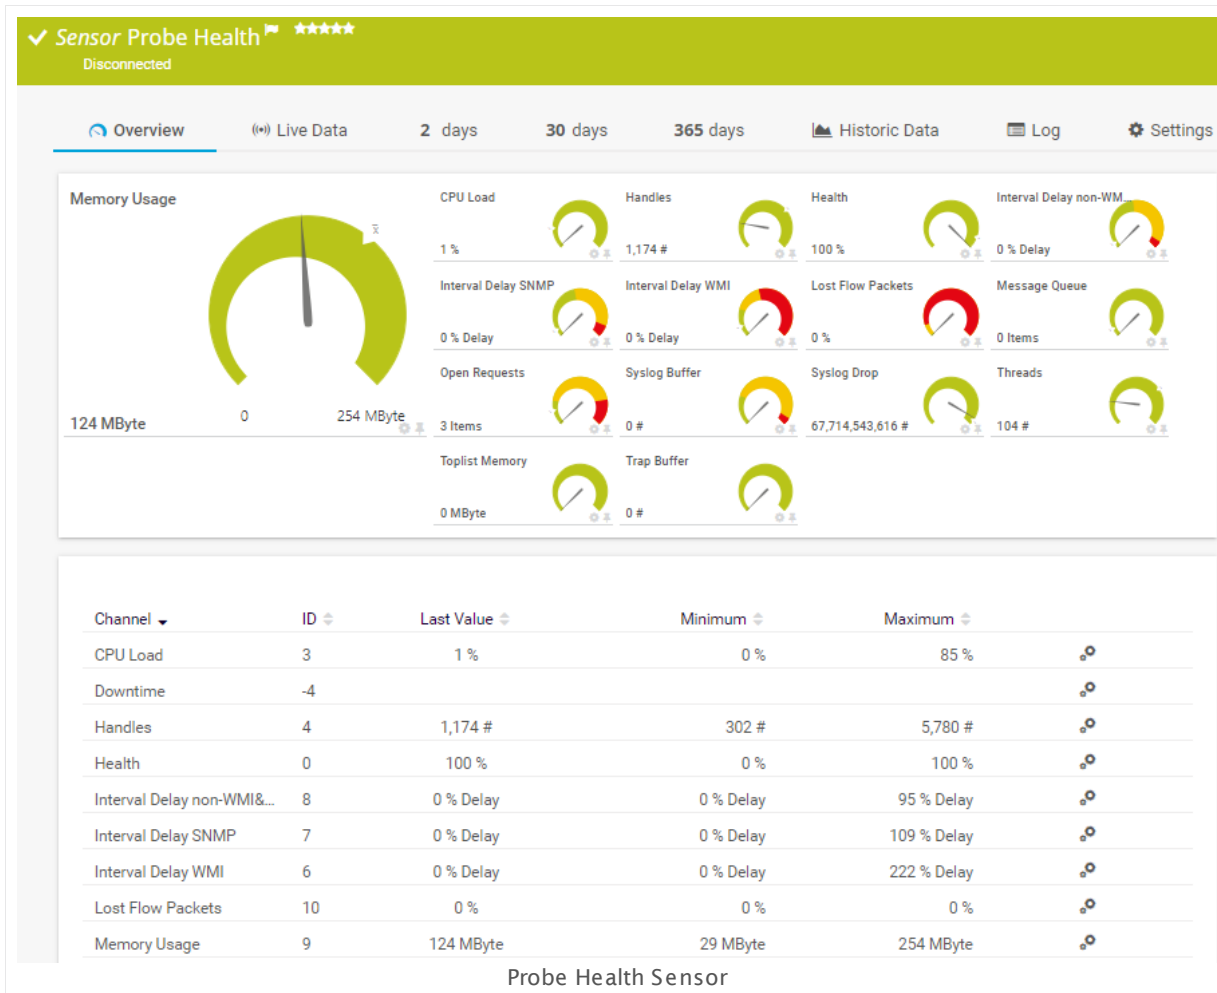 Sensor Probe Health
Disconnected
Overview Live Data 2 days 30 days 365 days Historic Data Log Settings
Memory Usage
0 254 MByte
124 MByte
CPU Load
1 %
Handles
1,174 #
Health
100 %
Interval Delay non-WM...
0 % Delay
Interval Delay SNMP
0 % Delay
Interval Delay WMI
0 % Delay
Lost Flow Packets
0 %
Message Queue
0 Items
Open Requests
3 Items
Syslog Buffer
0 #
Syslog Drop
67,714,543,616 #
Threads
104 #
Toplist Memory
0 MByte
Trap Buffer
0 #
Channel ID Last Value Minimum Maximum
CPU Load 3 1 % 0 % 85 %
Downtime -4
Handles 4 1,174 # 302 # 5,780 #
Health 0 100 % 0 % 100 %
Interval Delay non-WMI&... 8 0 % Delay 0 % Delay 95 % Delay
Interval Delay SNMP 7 0 % Delay 0 % Delay 109 % Delay
Interval Delay WMI 6 0 % Delay 0 % Delay 222 % Delay
Lost Flow Packets 10 0 % 0 % 0 %
Memory Usage 9 124 MByte 29 MByte 254 MByte
Probe Health Sensor